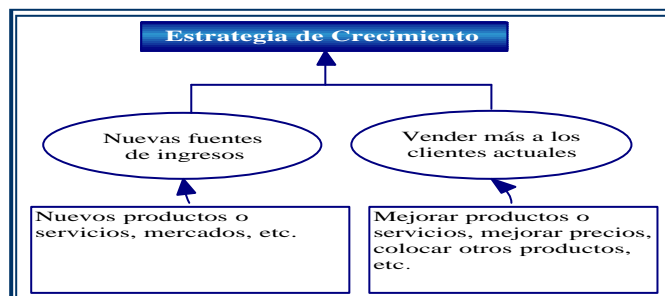 Estrategia de Crecimiento
Nuevas fuentes
de ingresos
Vender más a los
clientes actuales
Nuevos productos o
servicios, mercados, etc.
Mejorar productos o
servicios, mejorar precios,
colocar otros productos,
etc.